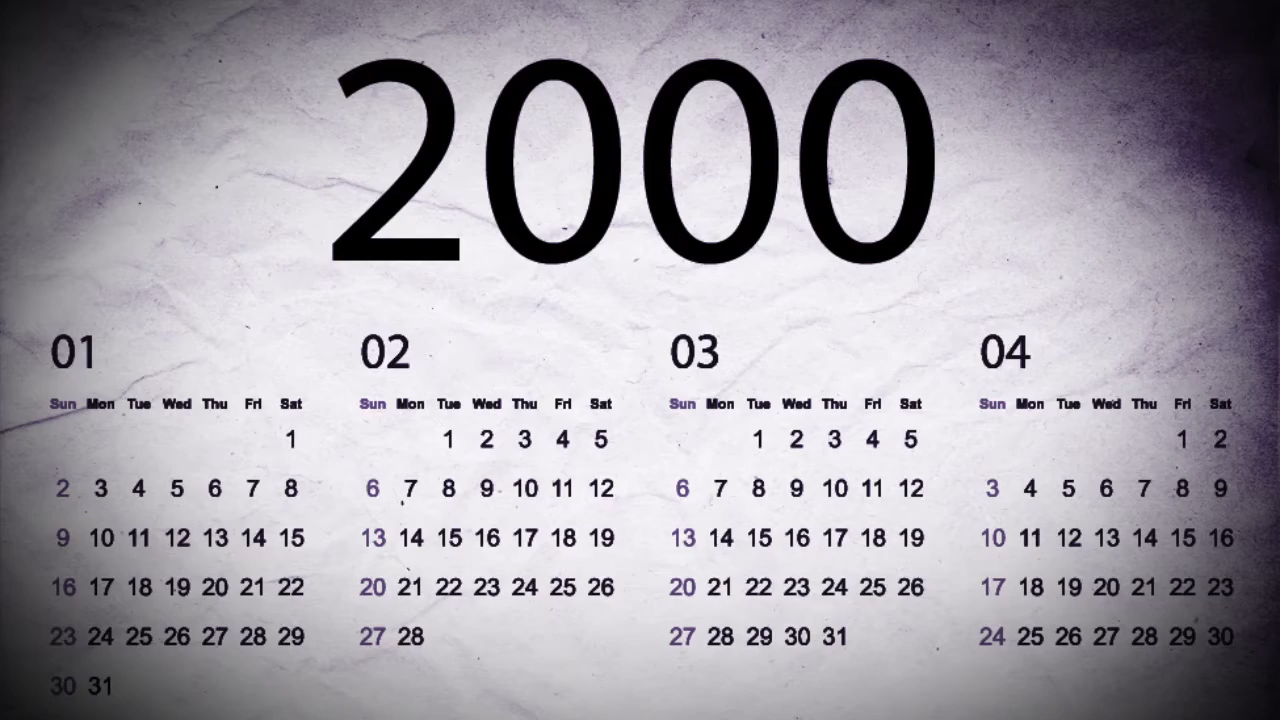 2000
01 02 03 04
Sun Mon Tue Wed Thu Fri Sat Sun Mon Tue Wed Thu Fri Sat Sun Mon Tue Wed Thu Fri Sat Sun Mon Tue Wed Thu Fri Sat
1 1 2 3 4 5 1 2 3 4 5 1 2
2 3 4 5 6 7 8 6 7 8 9 10 11 12 6 7 8 9 10 11 12 3 4 5 6 7 8 9
9 10 11 12 13 14 15 13 14 15 16 17 18 19 13 14 15 16 17 18 19 10 11 12 13 14 15 16
16 17 18 19 20 21 22 20 21 22 23 24 25 26 20 21 22 23 24 25 26 17 18 19 20 21 22 23
23 24 25 26 27 28 29 27 28 27 28 29 30 31 24 25 26 27 28 29 30
30 31